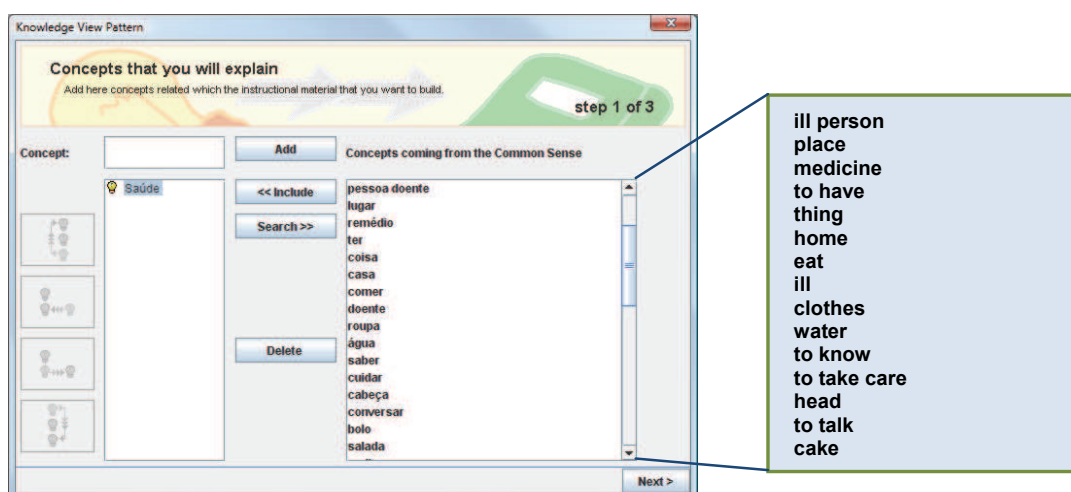 Knowledge View Pattern
Concepts that you will explain
Add here concepts related which the instructional material that you want to build.
step 1 of 3
Concept:
Add
Concepts coming from the Common Sense
Saúde
<< Include
Search >>
Delete
pessoa doente
lugar
remédio
ter
coisa
casa
comer
doente
roupa
água
saber
cuidar
cabeça
conversar
bolo
salada
Next >
ill person
place
medicine
to have
thing
home
eat
ill
clothes
water
to know
to take care
head
to talk
cake